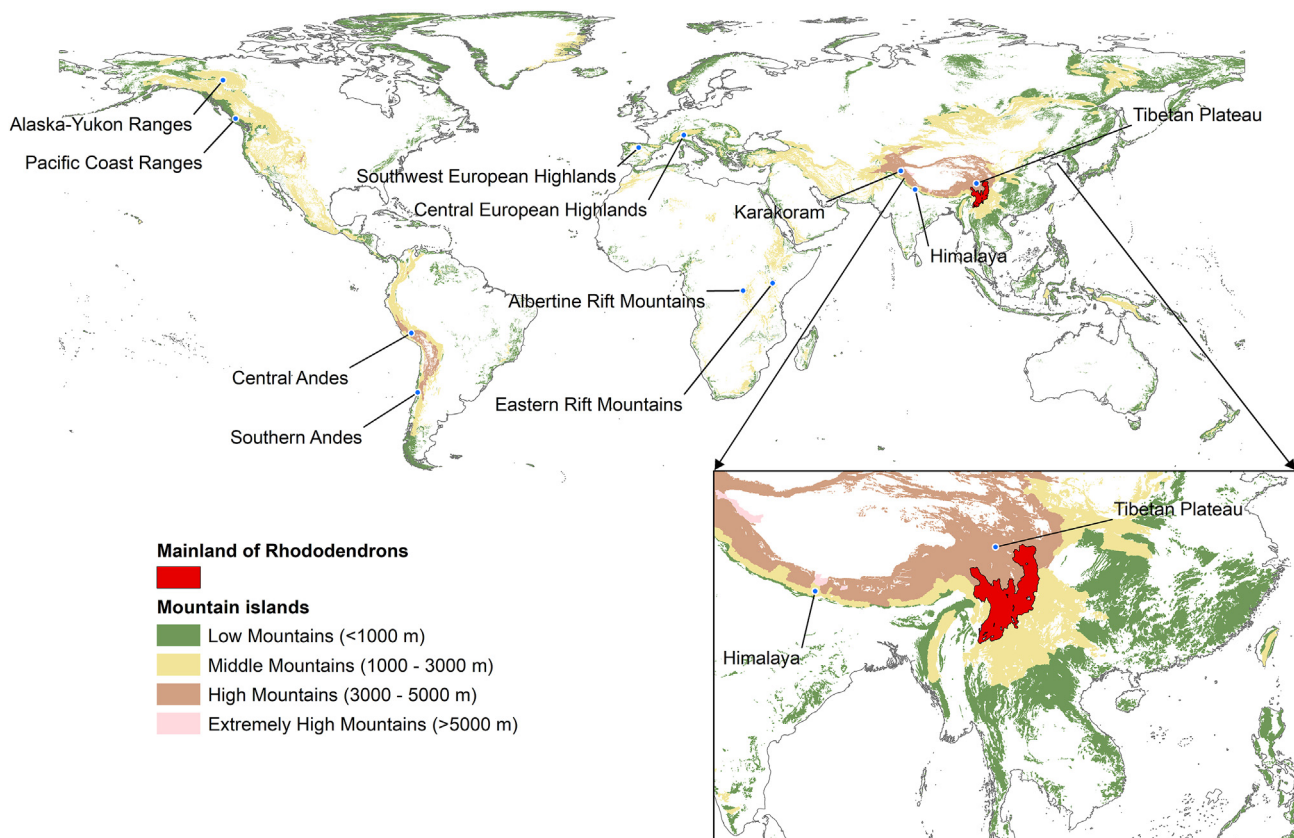 Alaska-Yukon Ranges
Pacific Coast Ranges
Southwest European Highlands
Central European Highlands
Tibetan Plateau
Karakoram
Himalaya
Albertine Rift Mountains
Eastern Rift Mountains
Central Andes
Southern Andes
Tibetan Plateau
Himalaya
Mainland of Rhododendrons
Mountain islands
Low Mountains (<1000 m)
Middle Mountains (1000 - 3000 m)
High Mountains (3000 - 5000 m)
Extremely High Mountains (>5000 m)